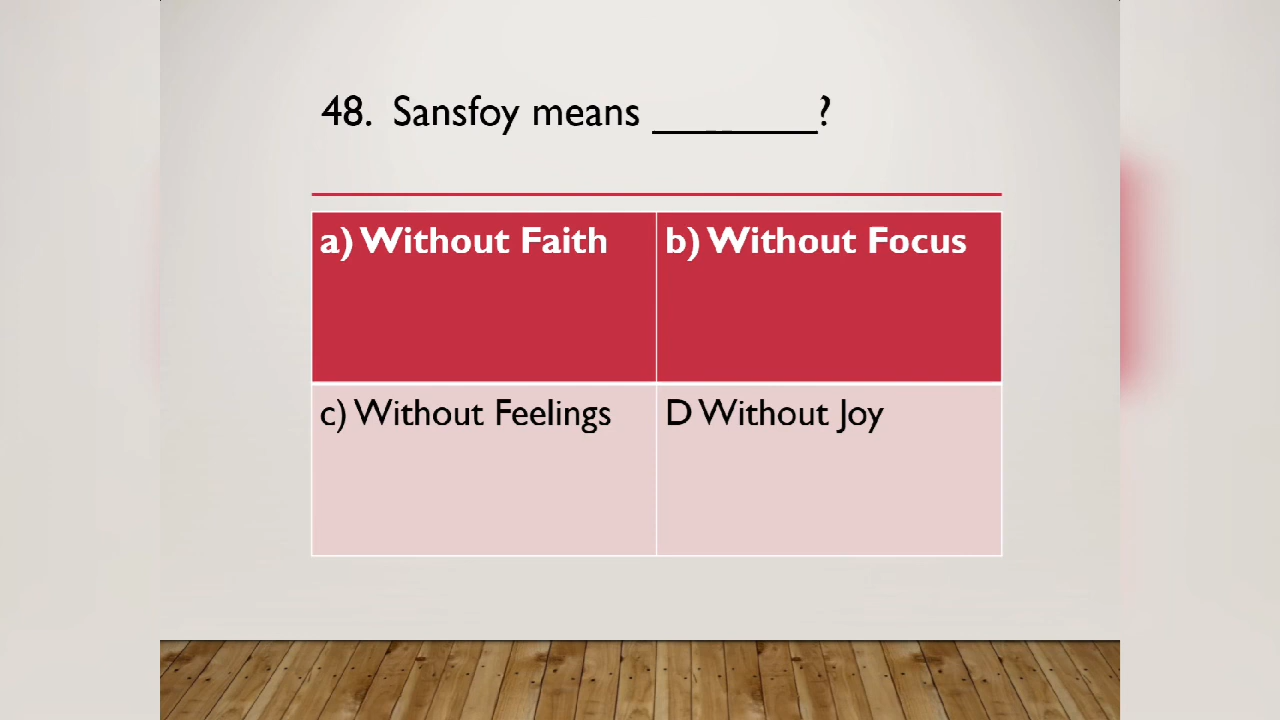 48. Sansfoy means ________?
a) Without Faith
b) Without Focus
c) Without Feelings
D Without Joy